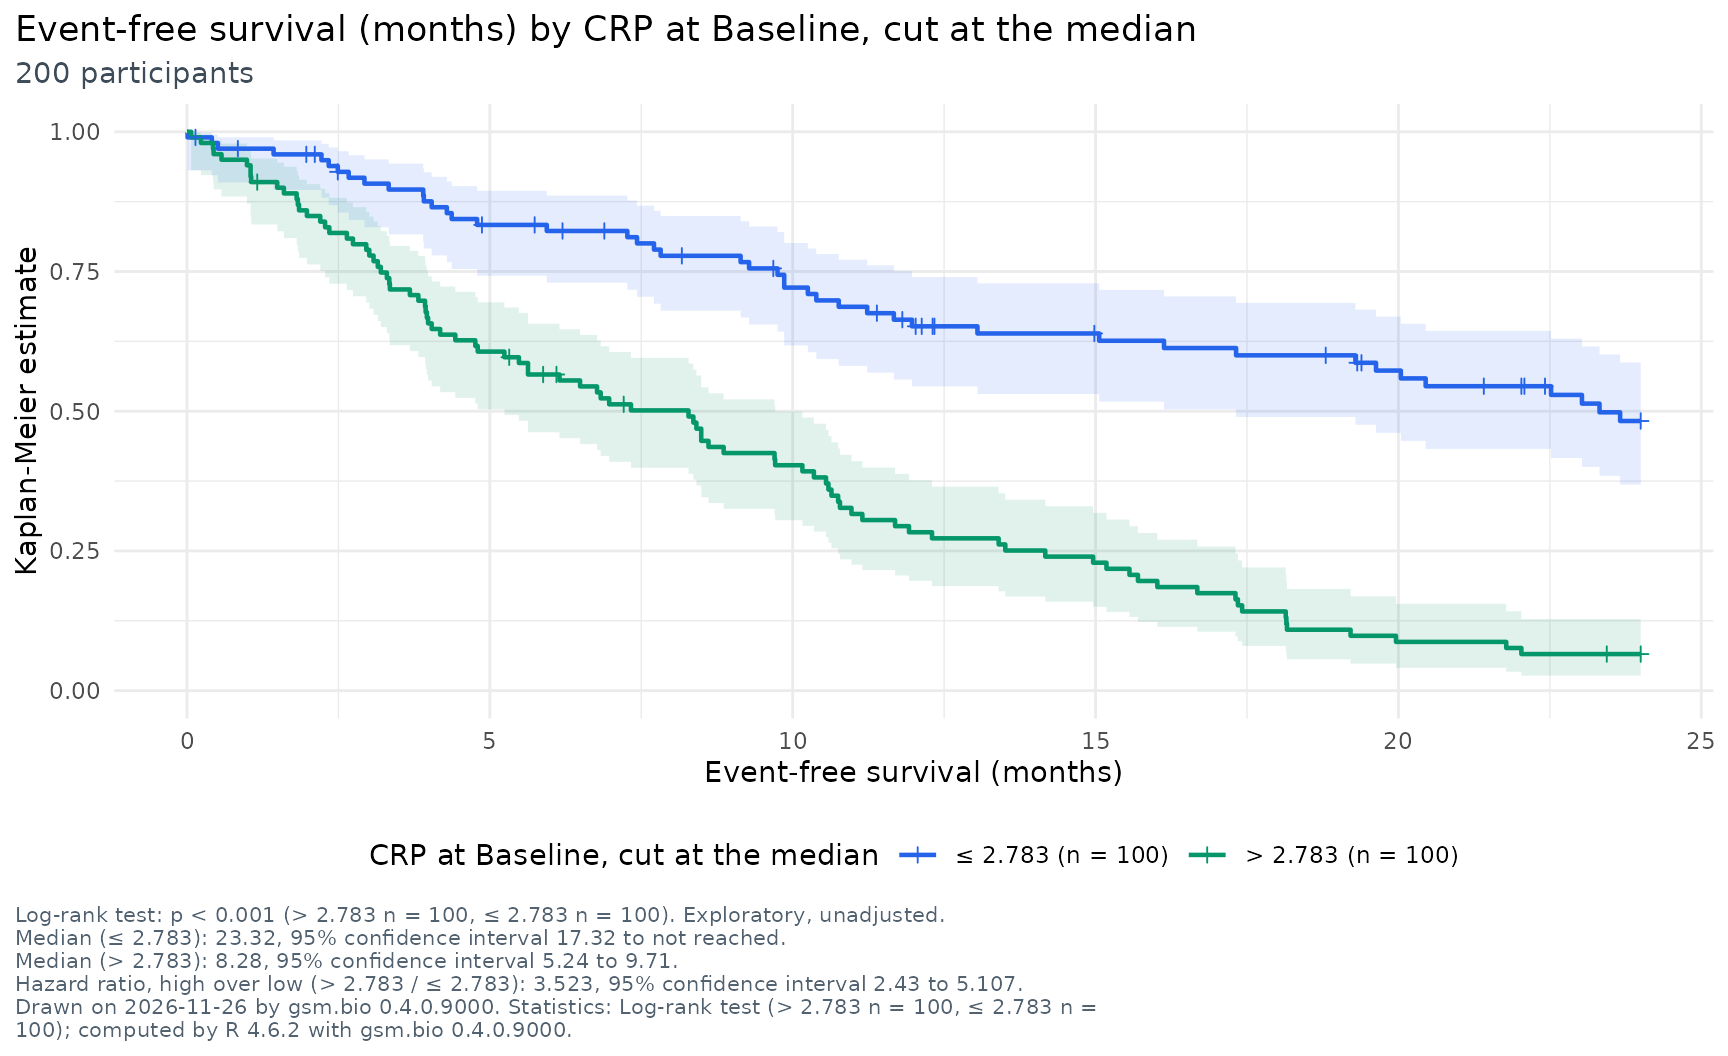 Event-free survival (months) by CRP at Baseline, cut at the median
200 participants
Kaplan-Meier estimate
1.00
0.75
0.50
0.25
0.00
0 5 10 15 20 25
Event-free survival (months)
CRP at Baseline, cut at the median ≤ 2.783 (n = 100) > 2.783 (n = 100)
Log-rank test: p < 0.001 (> 2.783 n = 100, ≤ 2.783 n = 100). Exploratory, unadjusted.
Median (≤ 2.783): 23.32, 95% confidence interval 17.32 to not reached.
Median (> 2.783): 8.28, 95% confidence interval 5.24 to 9.71.
Hazard ratio, high over low (> 2.783 / ≤ 2.783): 3.523, 95% confidence interval 2.43 to 5.107.
Drawn on 2026-11-26 by gsm.bio 0.4.0.9000. Statistics: Log-rank test (> 2.783 n = 100, ≤ 2.783 n =
100); computed by R 4.6.2 with gsm.bio 0.4.0.9000.